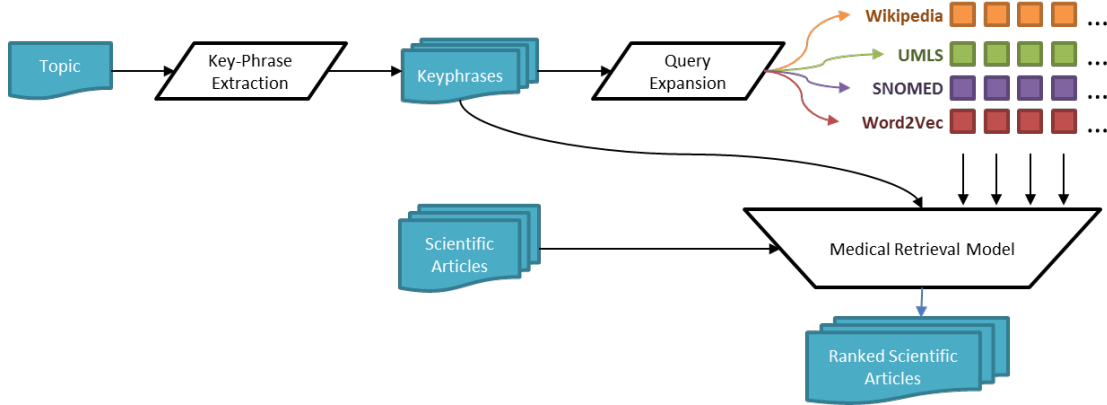 Wikipedia
...
Topic
Key-Phrase
Extraction
Keyphrases
Query
Expansion
UMLS
...
SNOMED
...
Word2Vec
...
Scientific
Articles
Medical Retrieval Model
Ranked Scientific
Articles